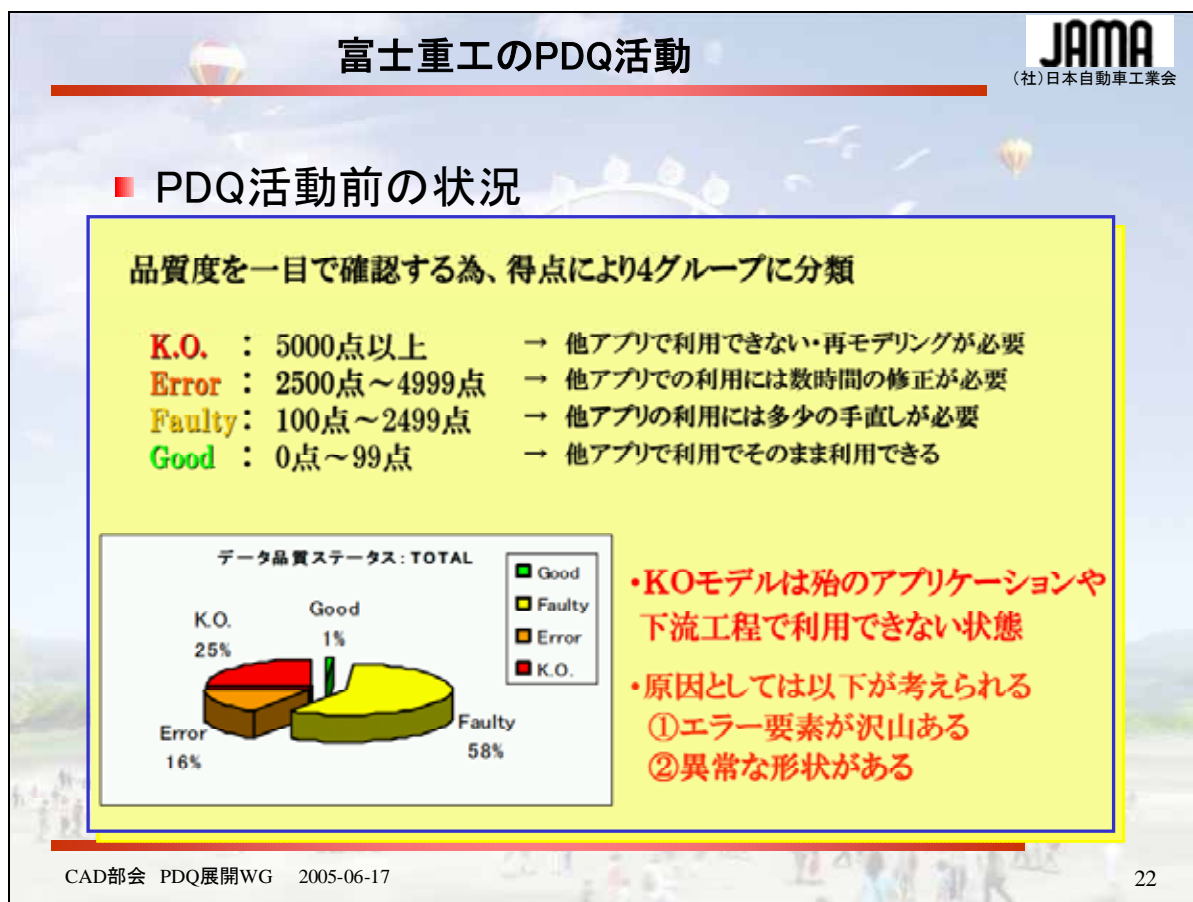 富士重工のPDQ活動
JAMA
(社)日本自動車工業会
PDQ活動前の状況
品質度を一目で確認する為、得点により4グループに分類
K.O. : 5000点以上 → 他アプリで利用できない・再モデリングが必要
Error : 2500点～4999点 → 他アプリでの利用には数時間の修正が必要
Faulty: 100点～2499点 → 他アプリの利用には多少の手直しが必要
Good : 0点～99点 → 他アプリで利用でそのまま利用できる
データ品質ステータス:TOTAL
Good
1%
K.O.
25%
Error
16%
Faulty
58%
Good
Faulty
Error
K.O.
・KOモデルは殆のアプリケーションや
下流工程で利用できない状態
・原因としては以下が考えられる
①エラー要素が沢山ある
②異常な形状がある
CAD部会 PDQ展開WG 2005-06-17
22